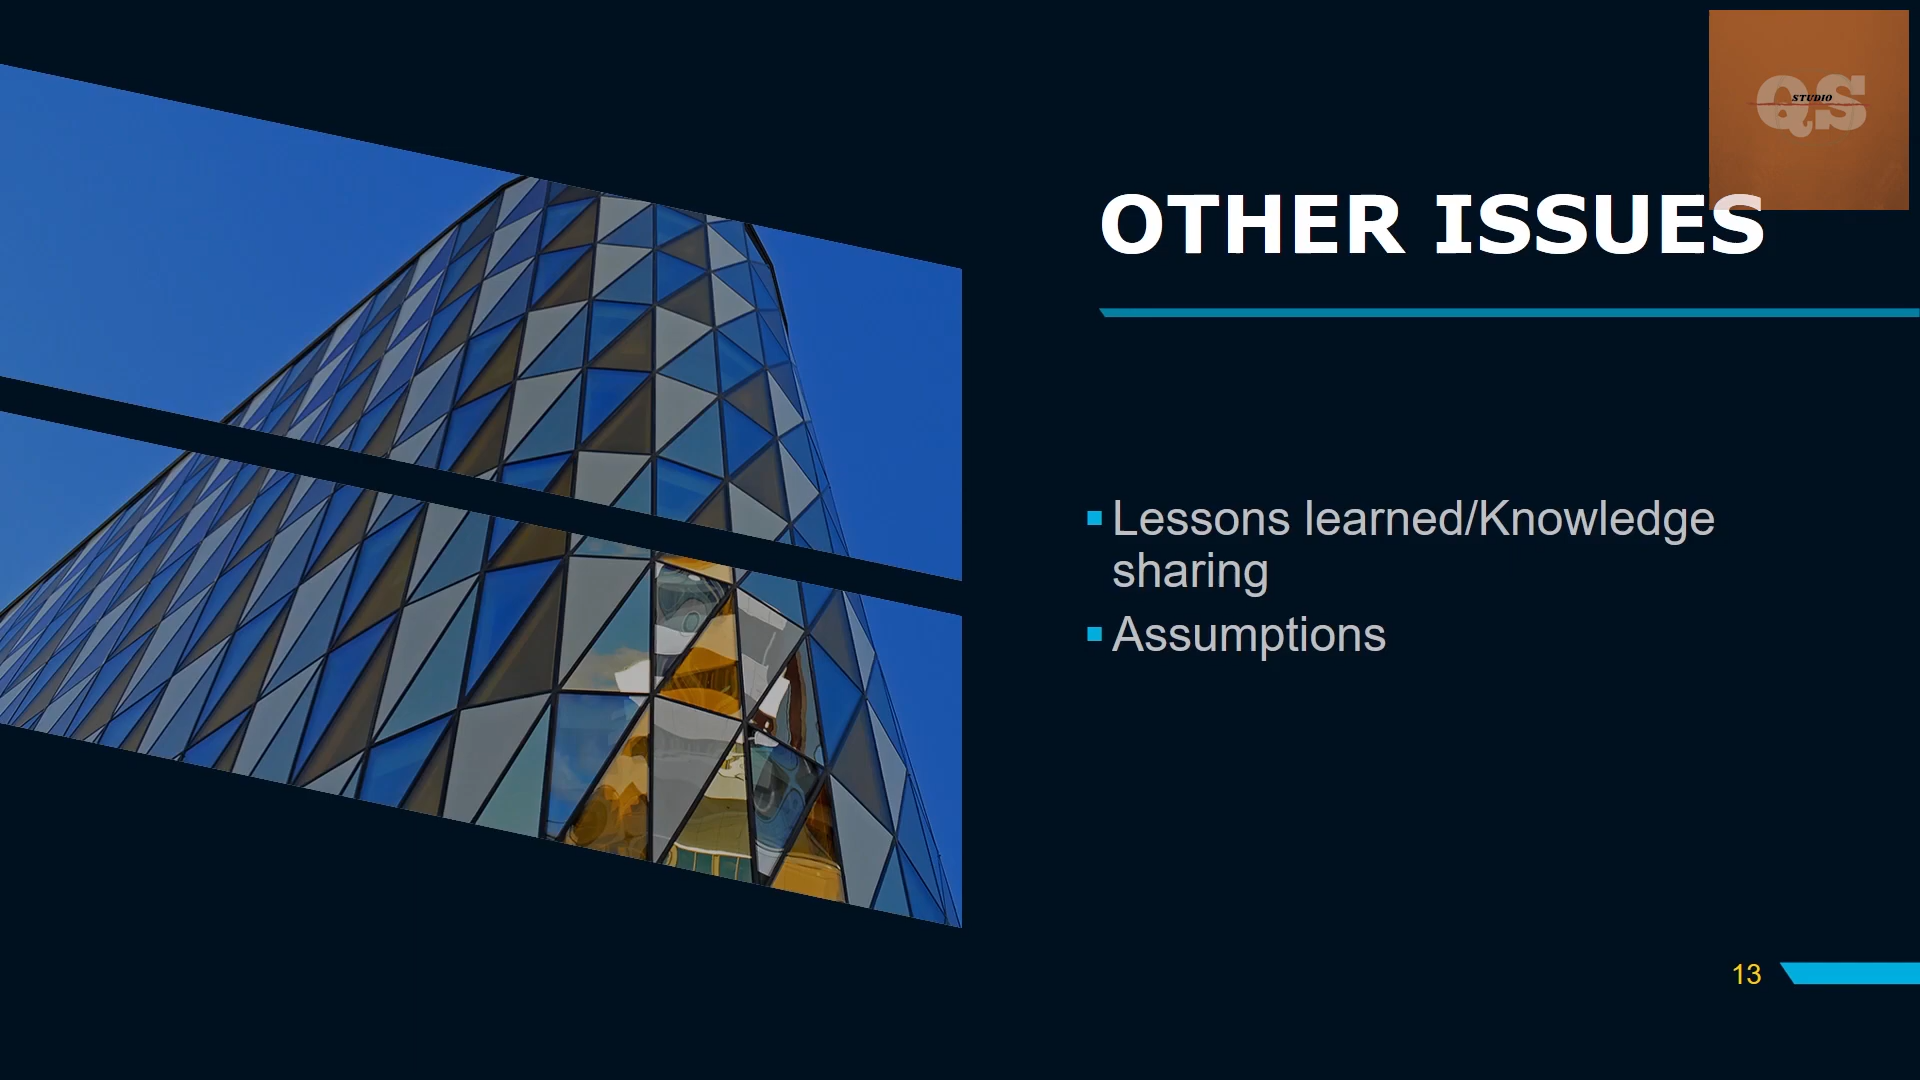 QS
STUDIO
OTHER ISSUES
Lessons learned/Knowledge
sharing
Assumptions
13